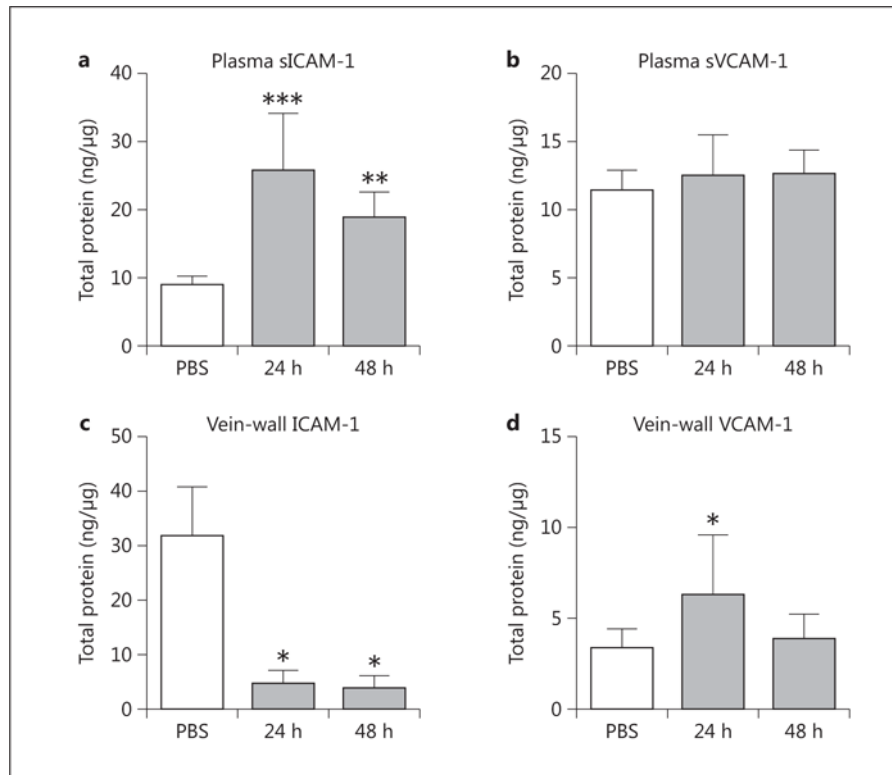 a Plasma sICAM-1
Total protein (ng/µg)
40
30
20
10
0
***
**
PBS 24 h 48 h
b Plasma sVCAM-1
Total protein (ng/µg)
20
15
10
5
0
PBS 24 h 48 h
c Vein-wall ICAM-1
Total protein (ng/µg)
50
40
30
20
10
0
* *
PBS 24 h 48 h
d Vein-wall VCAM-1
Total protein (ng/µg)
15
10
5
0
*
PBS 24 h 48 h